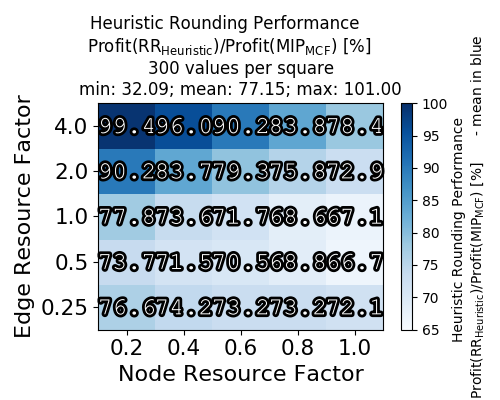 Heuristic Rounding Performance
Profit(RR_Heuristic)/Profit(MIP_MCF) [%]
300 values per square
min: 32.09; mean: 77.15; max: 101.00
Edge Resource Factor
4.0 99.4 96.0 90.2 83.8 78.4
2.0 90.2 83.7 79.3 75.8 72.9
1.0 77.8 73.6 71.7 68.6 67.1
0.5 73.7 71.5 70.5 68.8 66.7
0.25 76.6 74.2 73.2 73.2 72.1
0.2 0.4 0.6 0.8 1.0
Node Resource Factor
100
95
90
85
80
75
70
65
Heuristic Rounding Performance
Profit(RR_Heuristic)/Profit(MIP_MCF) [%] - mean in blue